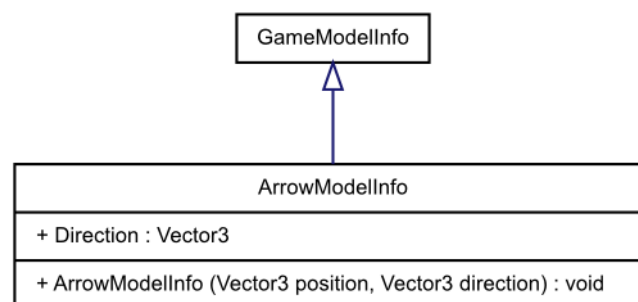 GameModelInfo
ArrowModelInfo
+ Direction : Vector3
+ ArrowModelInfo (Vector3 position, Vector3 direction) : void